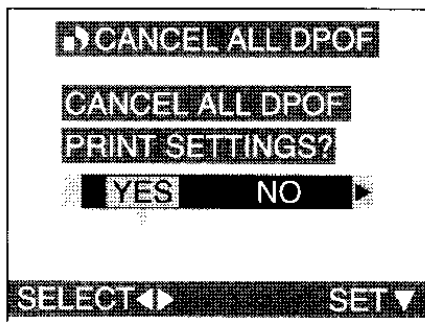 CANCEL ALL DPOF
CANCEL ALL DPOF
PRINT SETTINGS?
YES NO
SELECT◀▶ SET▼